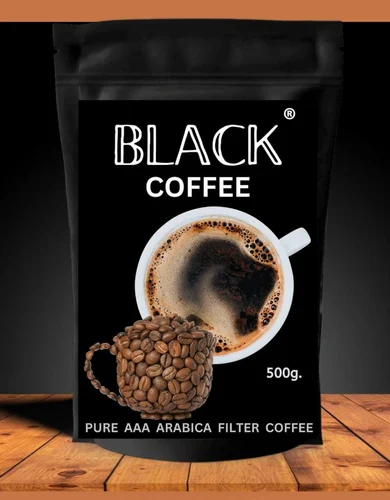 BLACK®
COFFEE
500g.
PURE AAA ARABICA FILTER COFFEE